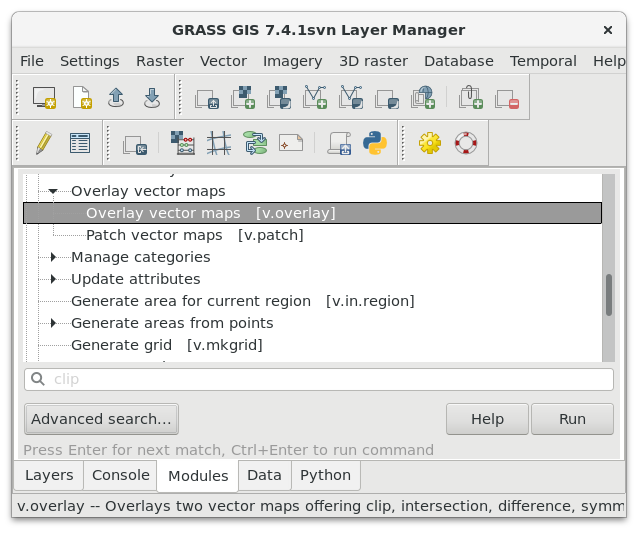 GRASS GIS 7.4.1svn Layer Manager ×
File Settings Raster Vector Imagery 3D raster Database Temporal Help
Overlay vector maps
Overlay vector maps [v.overlay]
Patch vector maps [v.patch]
Manage categories
Update attributes
Generate area for current region [v.in.region]
Generate areas from points
Generate grid [v.mkgrid]
clip
Advanced search... Help Run
Press Enter for next match, Ctrl+Enter to run command
Layers Console Modules Data Python
v.overlay -- Overlays two vector maps offering clip, intersection, difference, symm